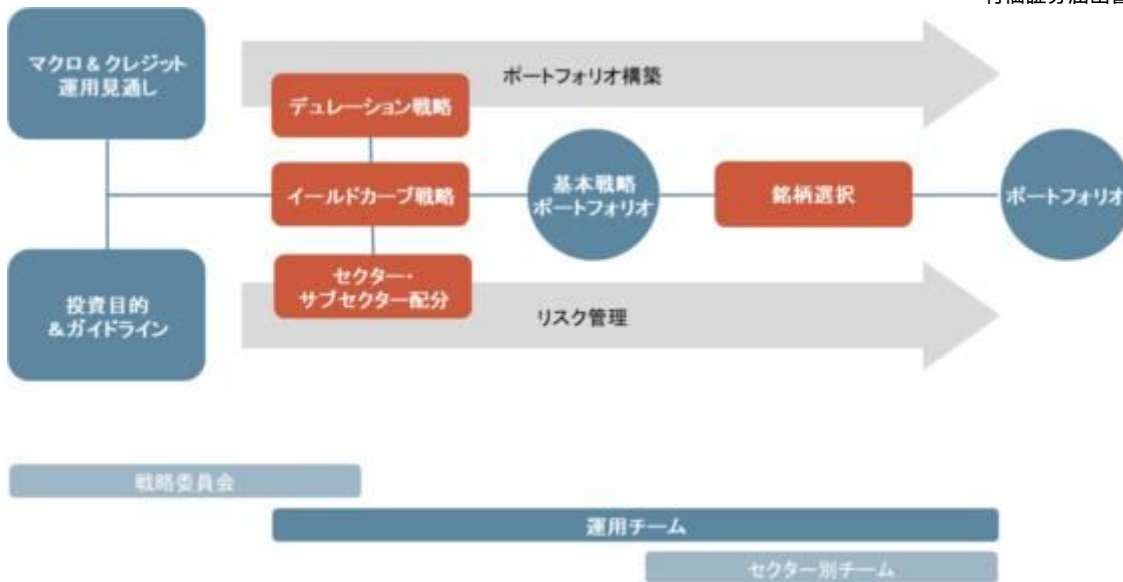 マクロ&クレジット
運用見通し
ポートフォリオ構築
デュレーション戦略
イールドカーブ戦略
基本戦略
ポートフォリオ
銘柄選択
ポートフォリオ
セクター・
サブセクター配分
投資目的
&ガイドライン
リスク管理
戦略委員会
運用チーム
セクター別チーム